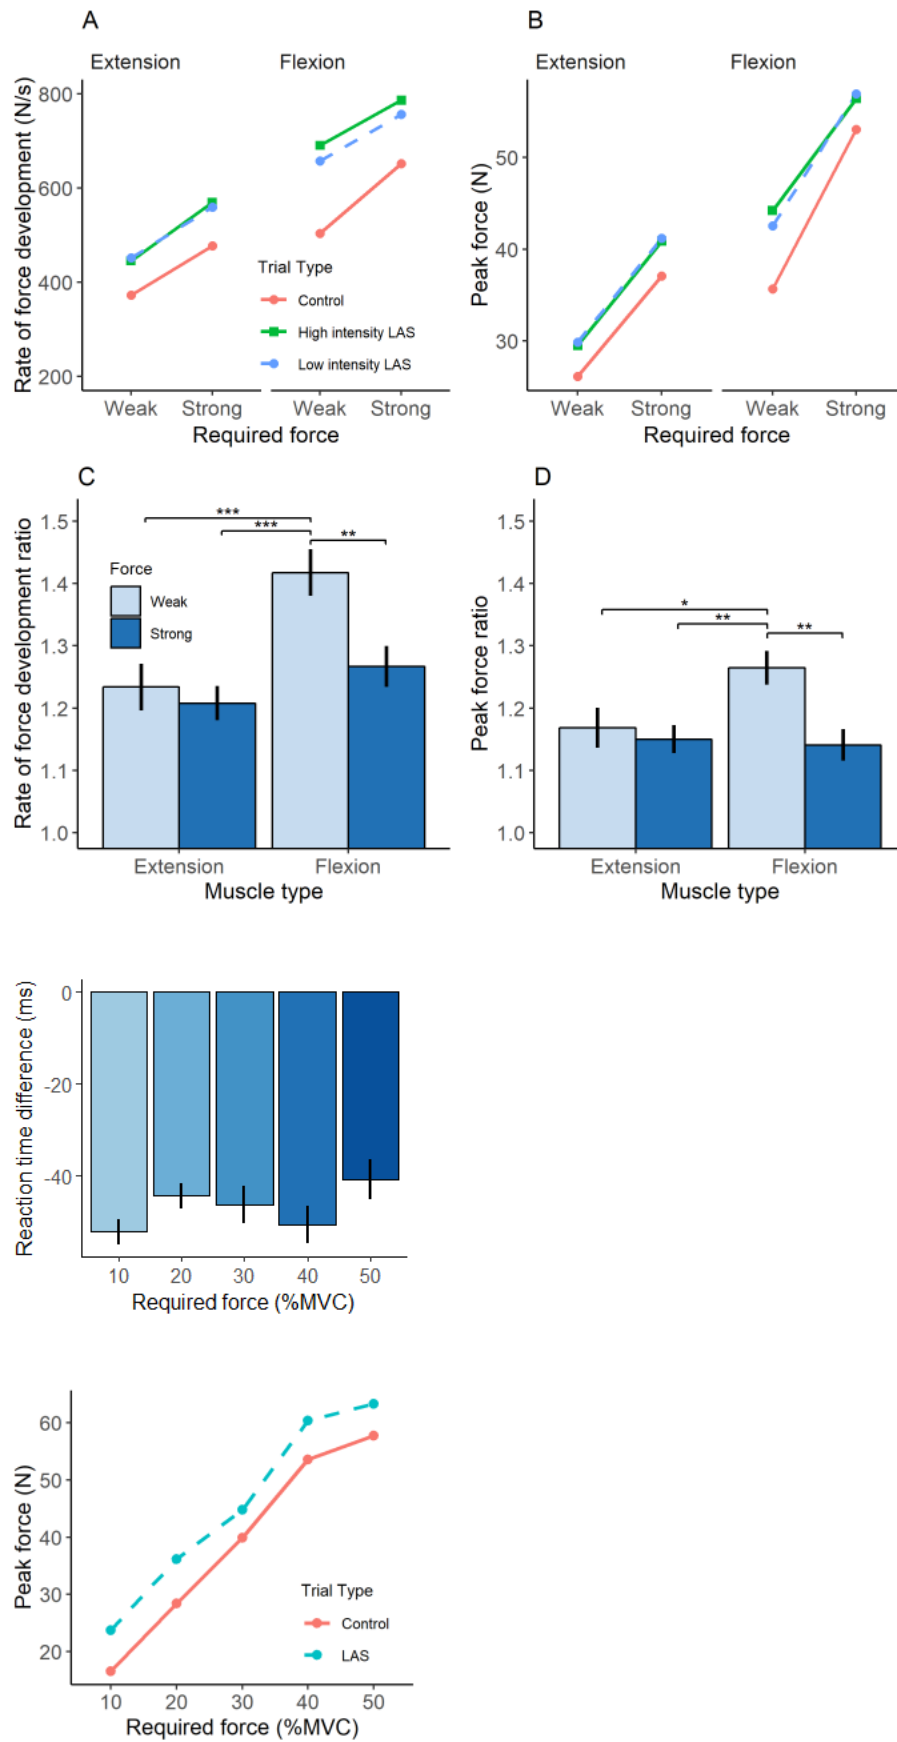 A
Extension
Flexion
Rate of force development (N/s)
800
600
400
200
Trial Type
Control
High intensity LAS
Low intensity LAS
Weak Strong Weak Strong
Required force
B
Extension
Flexion
Peak force (N)
50
40
30
Weak Strong Weak Strong
Required force
C
Rate of force development ratio
1.5
1.4
1.3
1.2
1.1
1.0
***
***
**
Force
Weak
Strong
Extension Flexion
Muscle type
D
Peak force ratio
1.5
1.4
1.3
1.2
1.1
1.0
*
**
**
Extension Flexion
Muscle type
Reaction time difference (ms)
0
-20
-40
10 20 30 40 50
Required force (%MVC)
Peak force (N)
60
50
40
30
20
Trial Type
Control
LAS
10 20 30 40 50
Required force (%MVC)